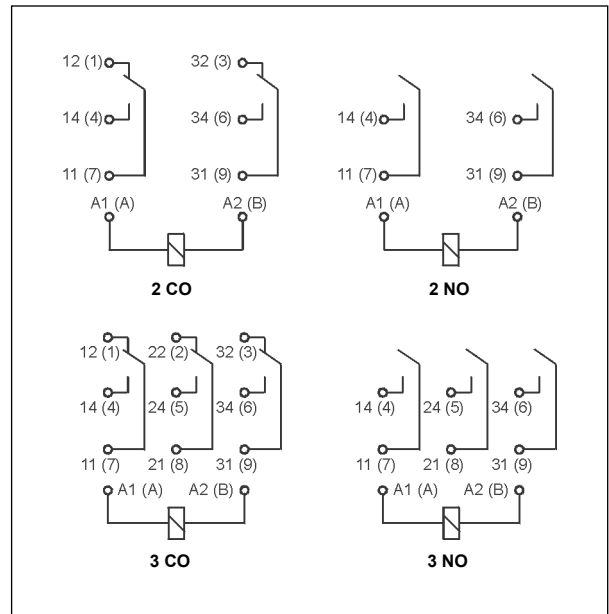 12 (1) 32 (3)
14 (4) 34 (6) 14 (4) 34 (6)
11 (7) 31 (9) 11 (7) 31 (9)
A1 (A) A2 (B) A1 (A) A2 (B)
2 CO 2 NO
12 (1) 22 (2) 32 (3)
14 (4) 24 (5) 34 (6) 14 (4) 24 (5) 34 (6)
11 (7) 21 (8) 31 (9) 11 (7) 21 (8) 31 (9)
A1 (A) A2 (B) A1 (A) A2 (B)
3 CO 3 NO